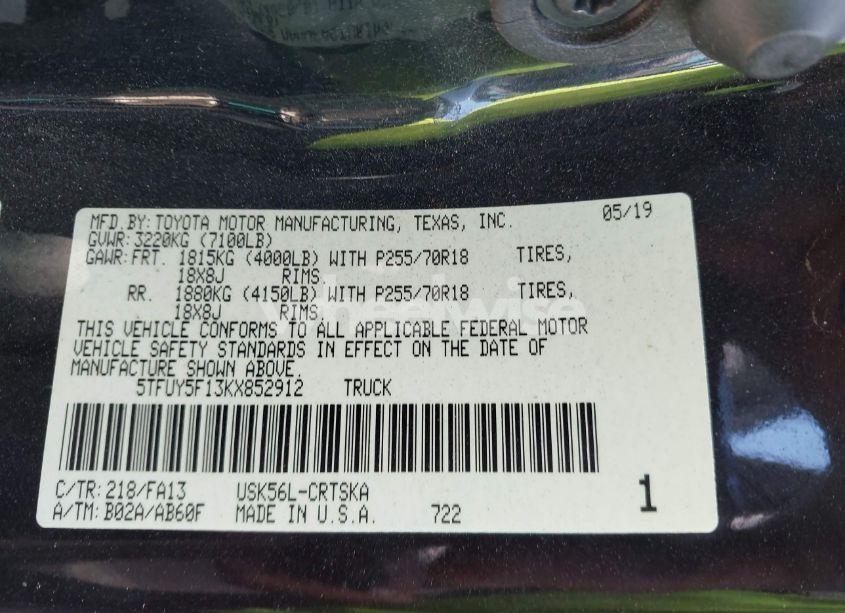 MFD.BY:TOYOTA MOTOR MANUFACTURING, TEXAS, INC. 05/19
GVWR:3220KG (7100LB)
GAWR:FRT. 1815KG (4000LB) WITH P255/70R18 TIRES,
18X8J RIMS,
RR. 1880KG (4150LB) WITH P255/70R18 TIRES,
18X8J RIMS,
THIS VEHICLE CONFORMS TO ALL APPLICABLE FEDERAL MOTOR
VEHICLE SAFETY STANDARDS IN EFFECT ON THE DATE OF
MANUFACTURE SHOWN ABOVE.
5TFUY5F13KX852912 TRUCK
C/TR:218/FA13 USK56L-CRTSKA
A/TM:B02A/AB60F MADE IN U.S.A. 722 1
wheelwise